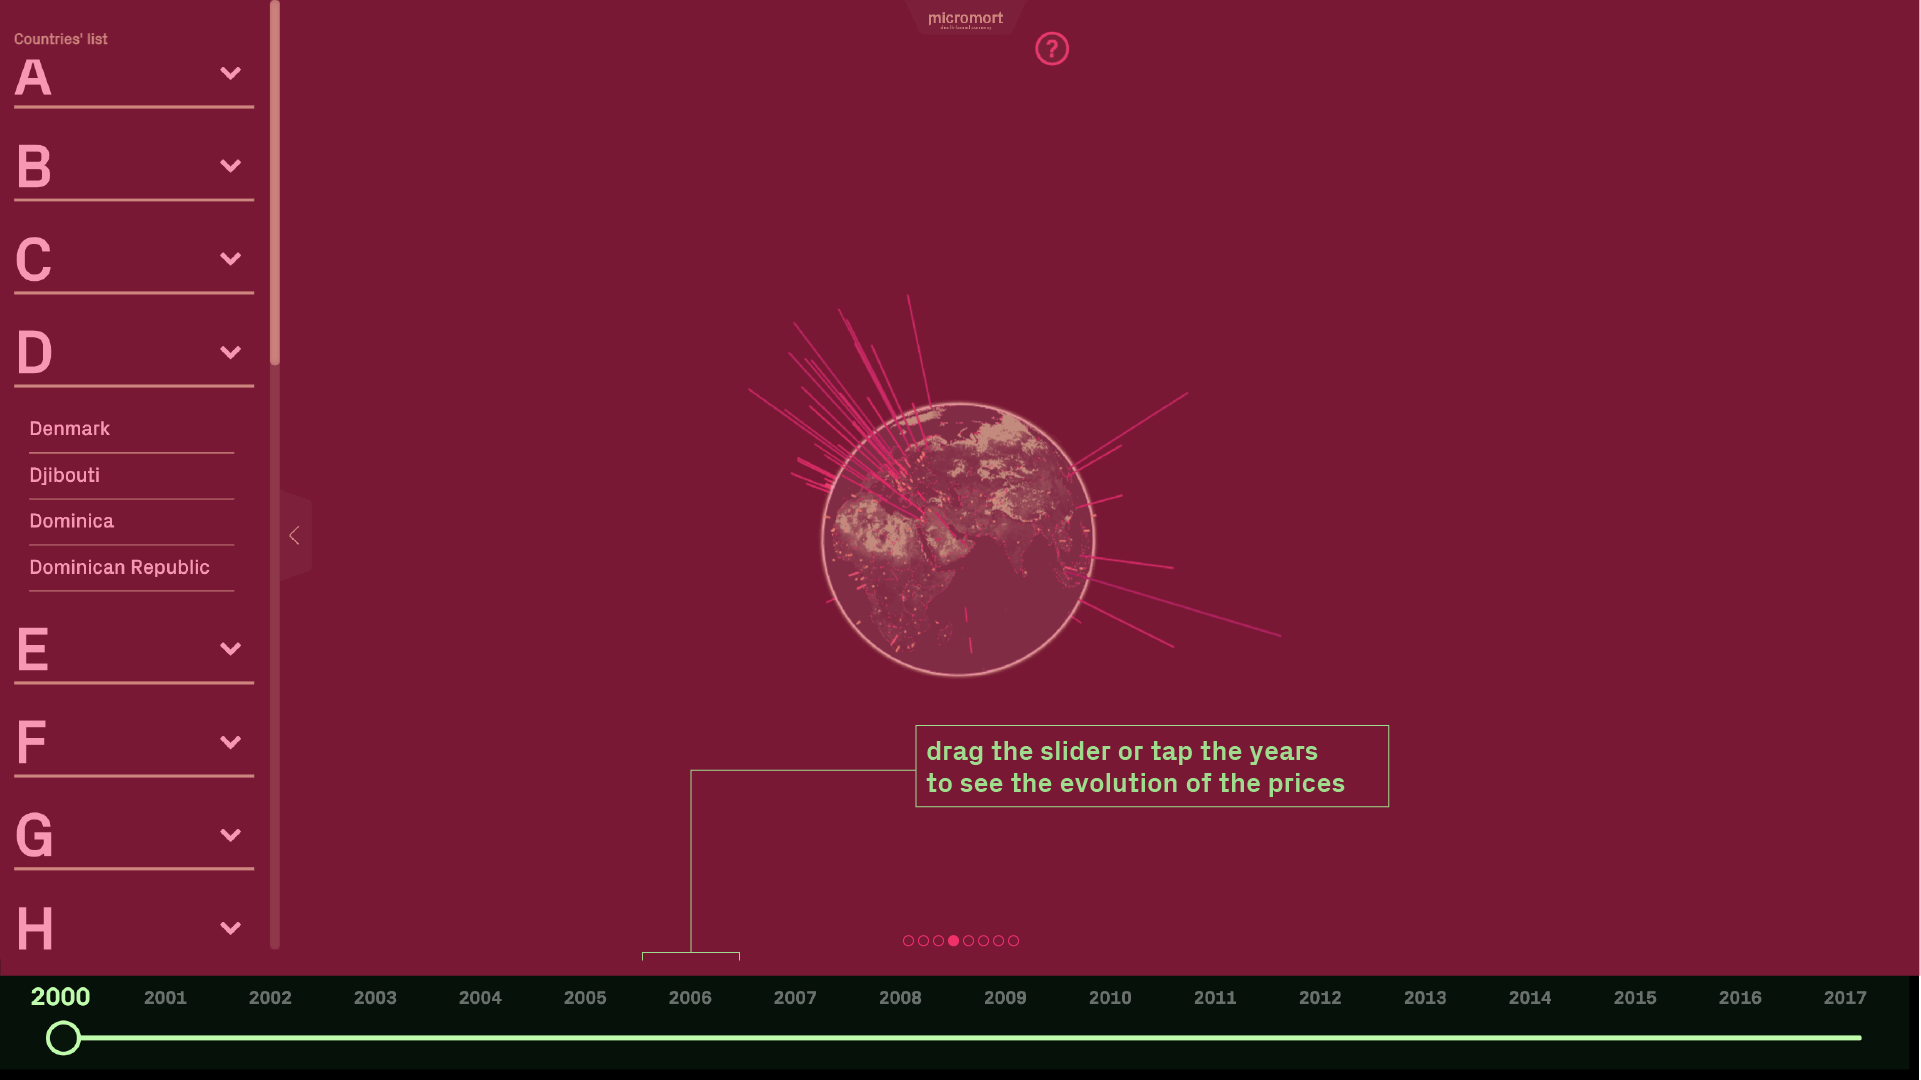 micromort
?
Countries' list
A
B
C
D
Denmark
Djibouti
Dominica
Dominican Republic
E
F
G
H
drag the slider or tap the years
to see the evolution of the prices
2000 2001 2002 2003 2004 2005 2006 2007 2008 2009 2010 2011 2012 2013 2014 2015 2016 2017